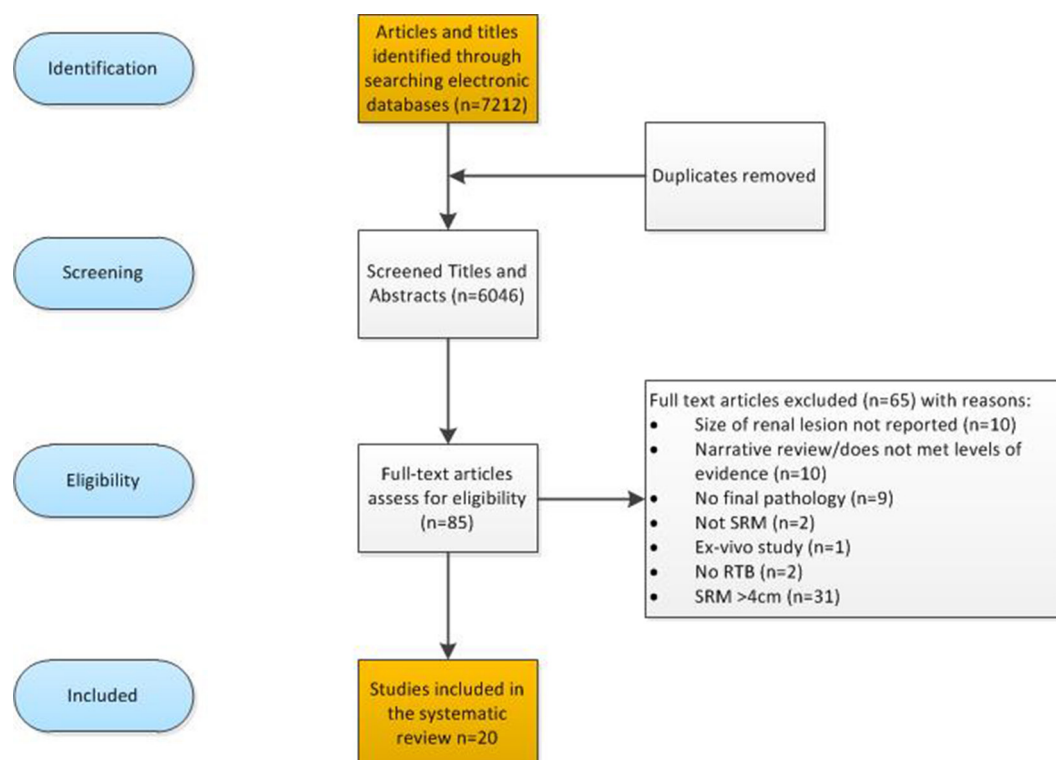 Identification
Articles and titles
identified through
searching electronic
databases (n=7212)
Duplicates removed
Screening
Screened Titles and
Abstracts (n=6046)
Eligibility
Full-text articles
assess for eligibility
(n=85)
Full text articles excluded (n=65) with reasons:
• Size of renal lesion not reported (n=10)
• Narrative review/does not met levels of
evidence (n=10)
• No final pathology (n=9)
• Not SRM (n=2)
• Ex-vivo study (n=1)
• No RTB (n=2)
• SRM >4cm (n=31)
Included
Studies included in
the systematic
review n=20